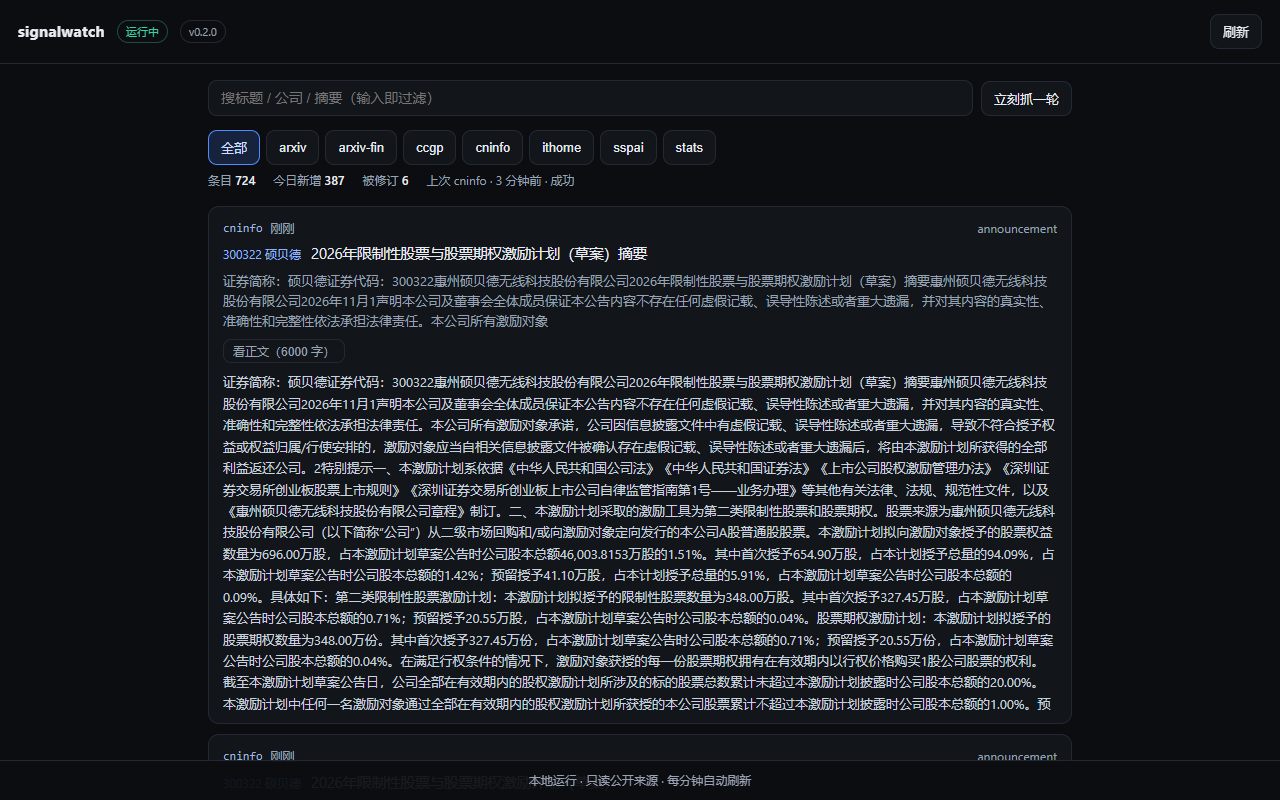 signalwatch 运行中 v0.2.0 刷新
搜标题 / 公司 / 摘要（输入即过滤） 立刻抓一轮
全部 arxiv arxiv-fin ccgp cninfo ithome sspai stats
条目 724 今日新增 387 被修订 6 上次 cninfo · 3 分钟前 · 成功
cninfo 刚刚 announcement
300322 硕贝德 2026年限制性股票与股票期权激励计划（草案）摘要
证券简称：硕贝德证券代码：300322惠州硕贝德无线科技股份有限公司2026年限制性股票与股票期权激励计划（草案）摘要惠州硕贝德无线科技
股份有限公司2026年11月1声明本公司及董事会全体成员保证本公告内容不存在任何虚假记载、误导性陈述或者重大遗漏，并对其内容的真实性、
准确性和完整性依法承担法律责任。本公司所有激励对象
看正文（6000 字）
证券简称：硕贝德证券代码：300322惠州硕贝德无线科技股份有限公司2026年限制性股票与股票期权激励计划（草案）摘要惠州硕贝德无线科技
股份有限公司2026年11月1声明本公司及董事会全体成员保证本公告内容不存在任何虚假记载、误导性陈述或者重大遗漏，并对其内容的真实性、
准确性和完整性依法承担法律责任。本公司所有激励对象承诺，公司因信息披露文件中有虚假记载、误导性陈述或者重大遗漏，导致不符合授予权
益或权益归属/行使安排的，激励对象应当自相关信息披露文件被确认存在虚假记载、误导性陈述或者重大遗漏后，将由本激励计划所获得的全部
利益返还公司。2特别提示一、本激励计划系依据《中华人民共和国公司法》《中华人民共和国证券法》《上市公司股权激励管理办法》《深圳证
券交易所创业板股票上市规则》《深圳证券交易所创业板上市公司自律监管指南第1号——业务办理》等其他有关法律、法规、规范性文件，以及
《惠州硕贝德无线科技股份有限公司章程》制订。二、本激励计划采取的激励工具为第二类限制性股票和股票期权。股票来源为惠州硕贝德无线科
技股份有限公司（以下简称“公司”）从二级市场回购和/或向激励对象定向发行的本公司A股普通股股票。本激励计划拟向激励对象授予的股票权益
数量为696.00万股，占本激励计划草案公告时公司股本总额46,003.8153万股的1.51%。其中首次授予654.90万股，占本计划授予总量的94.09%，占
本激励计划草案公告时公司股本总额的1.42%；预留授予41.10万股，占本计划授予总量的5.91%，占本激励计划草案公告时公司股本总额的
0.09%。具体如下：第二类限制性股票激励计划：本激励计划拟授予的限制性股票数量为348.00万股。其中首次授予327.45万股，占本激励计划草
案公告时公司股本总额的0.71%；预留授予20.55万股，占本激励计划草案公告时公司股本总额的0.04%。股票期权激励计划：本激励计划拟授予的
股票期权数量为348.00万份。其中首次授予327.45万份，占本激励计划草案公告时公司股本总额的0.71%；预留授予20.55万份，占本激励计划草案
公告时公司股本总额的0.04%。在满足行权条件的情况下，激励对象获授的每一份股票期权拥有在有效期内以行权价格购买1股公司股票的权利。
截至本激励计划草案公告日，公司全部在有效期内的股权激励计划所涉及的标的股票总数累计未超过本激励计划披露时公司股本总额的20.00%。
本激励计划中任何一名激励对象通过全部在有效期内的股权激励计划所获授的本公司股票累计不超过本激励计划披露时公司股本总额的1.00%。预
cninfo 刚刚 announcement
300322 硕贝德 2026年限制性股票与股票期权激励计划
本地运行 · 只读公开来源 · 每分钟自动刷新